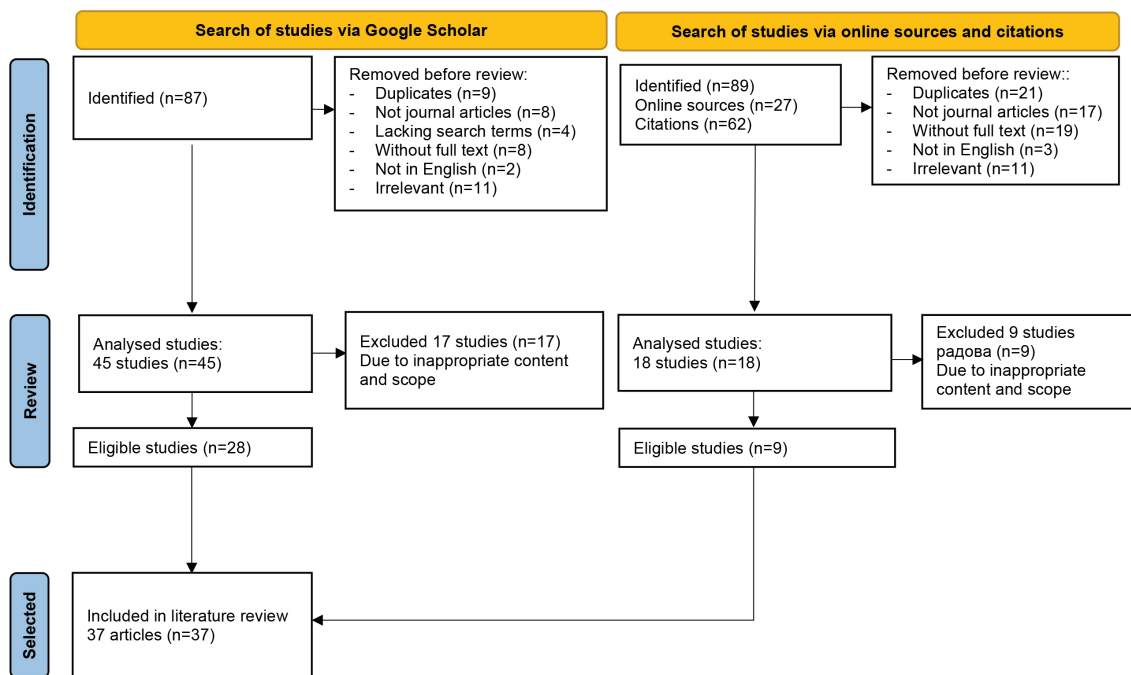 Search of studies via Google Scholar
Search of studies via online sources and citations
Identification
Identified (n=87)
Removed before review:
- Duplicates (n=9)
- Not journal articles (n=8)
- Lacking search terms (n=4)
- Without full text (n=8)
- Not in English (n=2)
- Irrelevant (n=11)
Identified (n=89)
Online sources (n=27)
Citations (n=62)
Removed before review::
- Duplicates (n=21)
- Not journal articles (n=17)
- Without full text (n=19)
- Not in English (n=3)
- Irrelevant (n=11)
Review
Analysed studies:
45 studies (n=45)
Excluded 17 studies (n=17)
Due to inappropriate content
and scope
Analysed studies:
18 studies (n=18)
Excluded 9 studies
радова (n=9)
Due to inappropriate
content and scope
Eligible studies (n=28)
Eligible studies (n=9)
Selected
Included in literature review
37 articles (n=37)